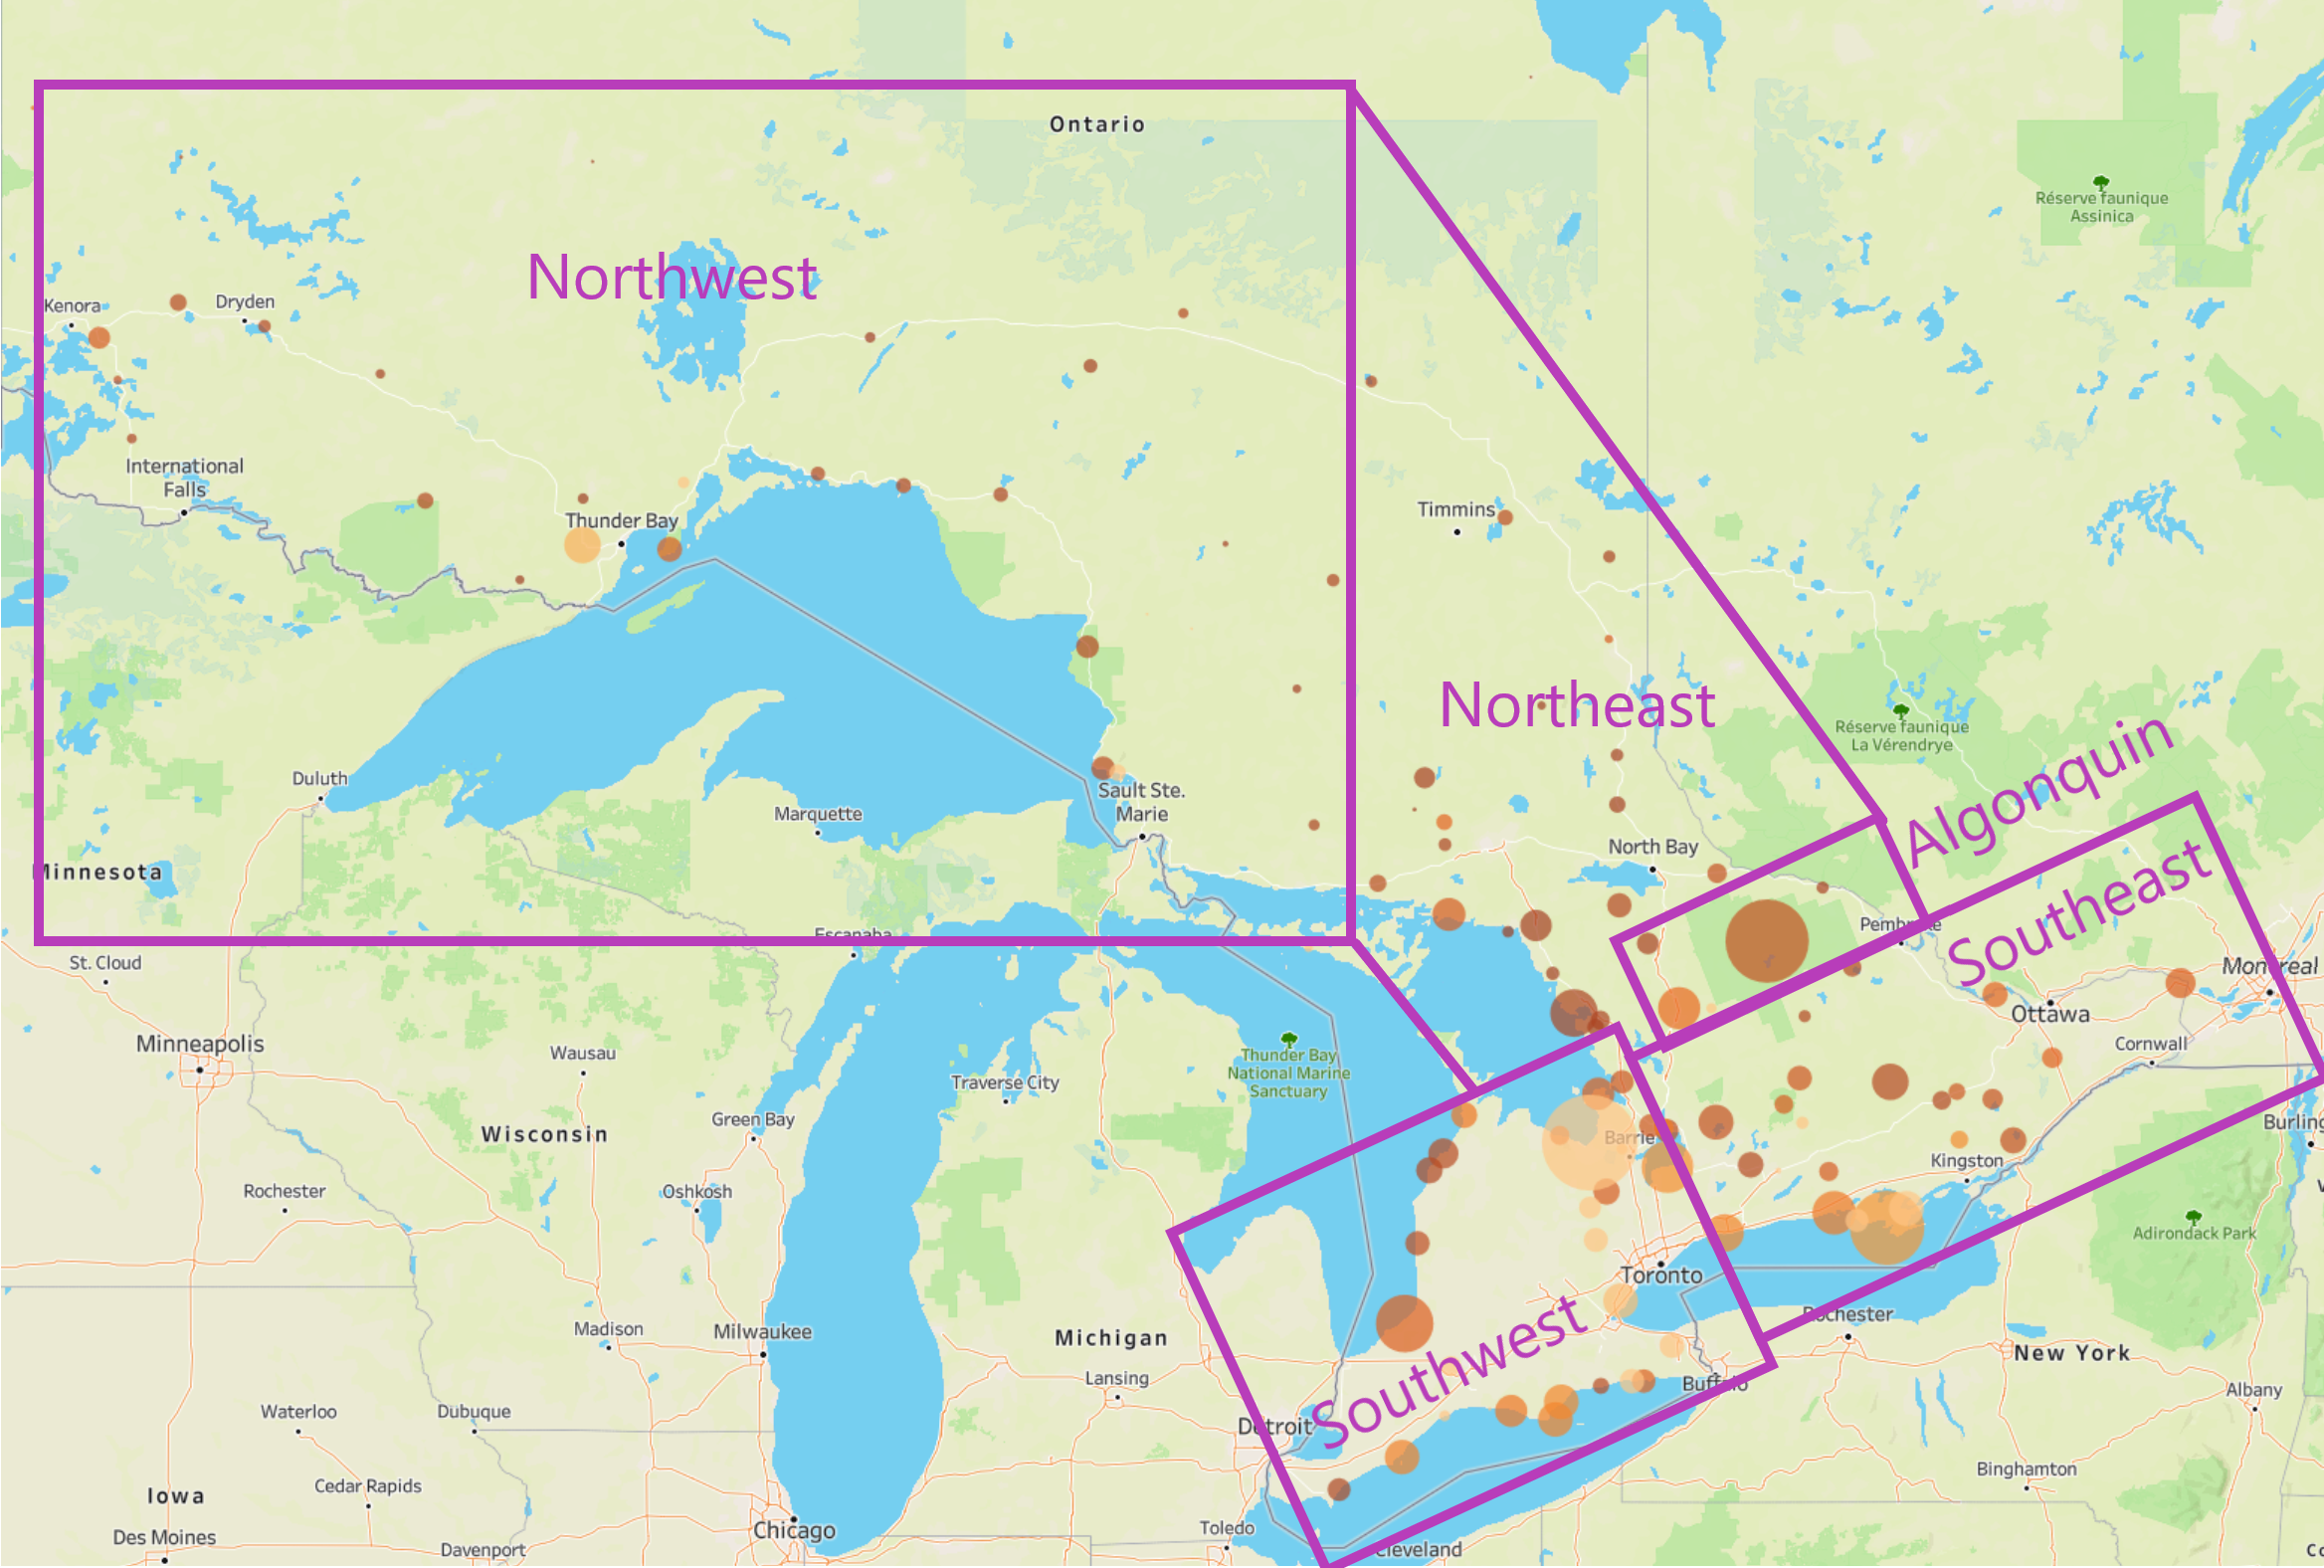 Ontario
Réserve faunique
Assinica
Northwest
Kenora
Dryden
International
Falls
Thunder Bay
Timmins
Northeast
Réserve faunique
La Vérendrye
Algonquin
Duluth
Sault Ste.
Marie
Marquette
North Bay
Minnesota
Escanaba
Pembroke
Southeast
St. Cloud
Montreal
Ottawa
Minneapolis
Wausau
Thunder Bay
National Marine
Sanctuary
Cornwall
Traverse City
Green Bay
Wisconsin
Barrie
Burling
Kingston
Rochester
Oshkosh
Adirondack Park
Toronto
Madison
Milwaukee
Michigan
Southwest
Rochester
New York
Lansing
Buffalo
Albany
Waterloo
Dubuque
Detroit
Cedar Rapids
Binghamton
Iowa
Toledo
Chicago
Des Moines
Davenport
Cleveland